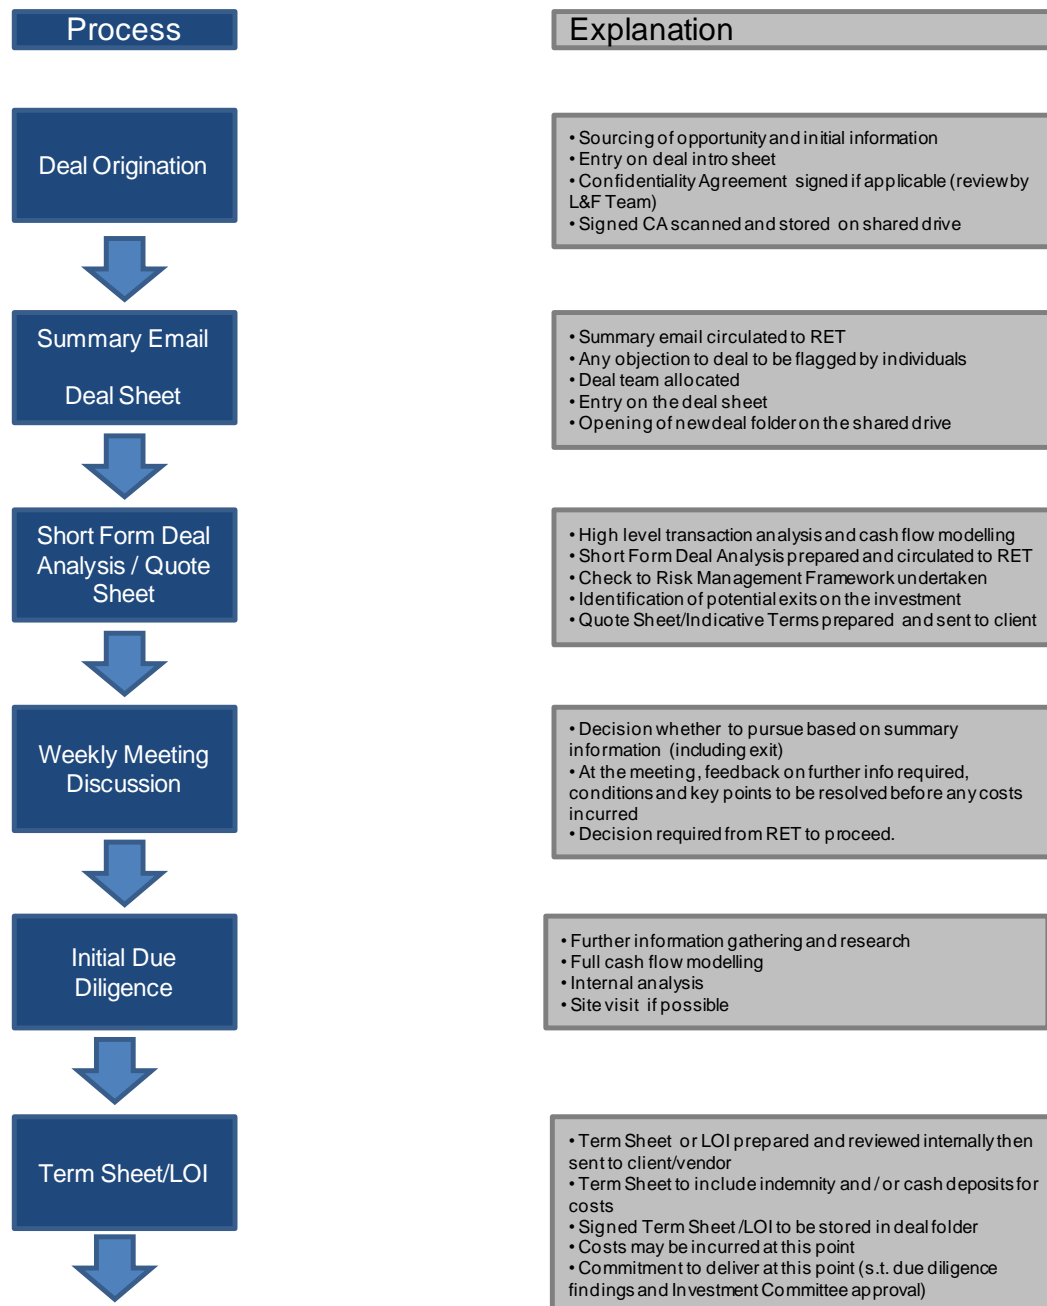 Process
Explanation
Deal Origination
• Sourcing of opportunity and initial information
• Entry on deal intro sheet
• Confidentiality Agreement signed if applicable (review by
L&F Team)
• Signed CA scanned and stored on shared drive
Summary Email
Deal Sheet
• Summary email circulated to RET
• Any objection to deal to be flagged by individuals
• Deal team allocated
• Entry on the deal sheet
• Opening of new deal folder on the shared drive
Short Form Deal
Analysis / Quote
Sheet
• High level transaction analysis and cash flow modelling
• Short Form Deal Analysis prepared and circulated to RET
• Check to Risk Management Framework undertaken
• Identification of potential exits on the investment
• Quote Sheet/Indicative Terms prepared and sent to client
Weekly Meeting
Discussion
• Decision whether to pursue based on summary
information (including exit)
• At the meeting, feedback on further info required,
conditions and key points to be resolved before any costs
incurred
• Decision required from RET to proceed.
Initial Due
Diligence
• Further information gathering and research
• Full cash flow modelling
• Internal analysis
• Site visit if possible
Term Sheet/LOI
• Term Sheet or LOI prepared and reviewed internally then
sent to client/vendor
• Term Sheet to include indemnity and / or cash deposits for
costs
• Signed Term Sheet /LOI to be stored in deal folder
• Costs may be incurred at this point
• Commitment to deliver at this point (s.t. due diligence
findings and Investment Committee approval)